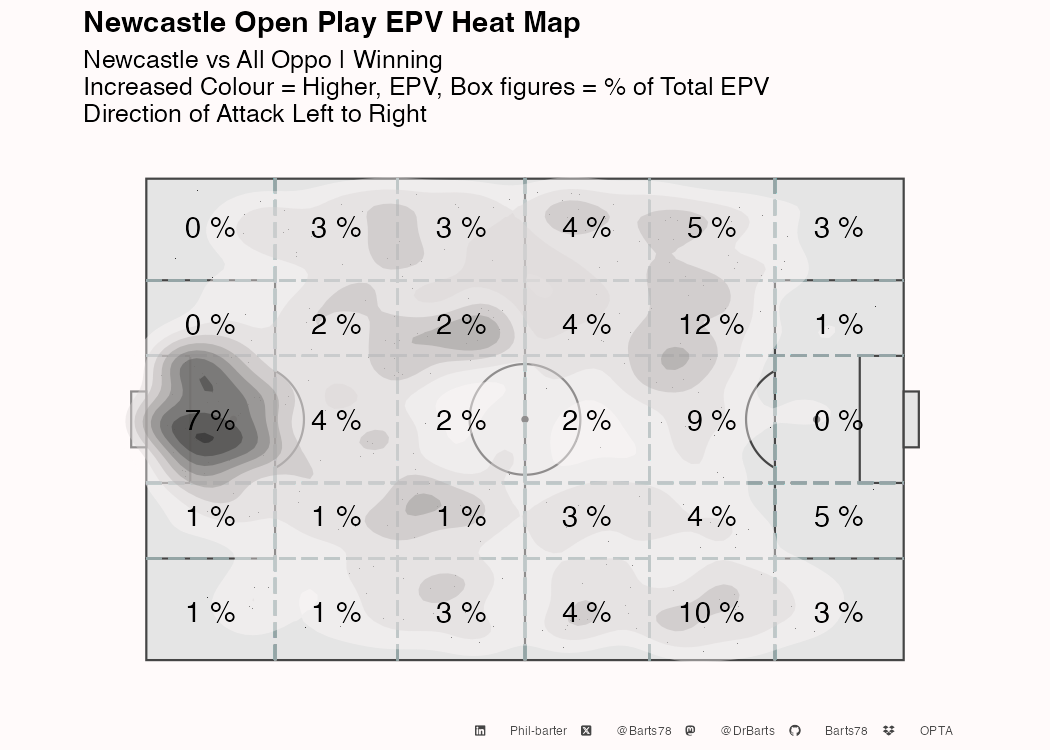 Newcastle Open Play EPV Heat Map
Newcastle vs All Oppo | Winning
Increased Colour = Higher, EPV, Box figures = % of Total EPV
Direction of Attack Left to Right
0 % 3 % 3 % 4 % 5 % 3 %
0 % 2 % 2 % 4 % 12 % 1 %
7 % 4 % 2 % 2 % 9 % 0 %
1 % 1 % 1 % 3 % 4 % 5 %
1 % 1 % 3 % 4 % 10 % 3 %
Phil-barter @Barts78 @DrBarts Barts78 OPTA